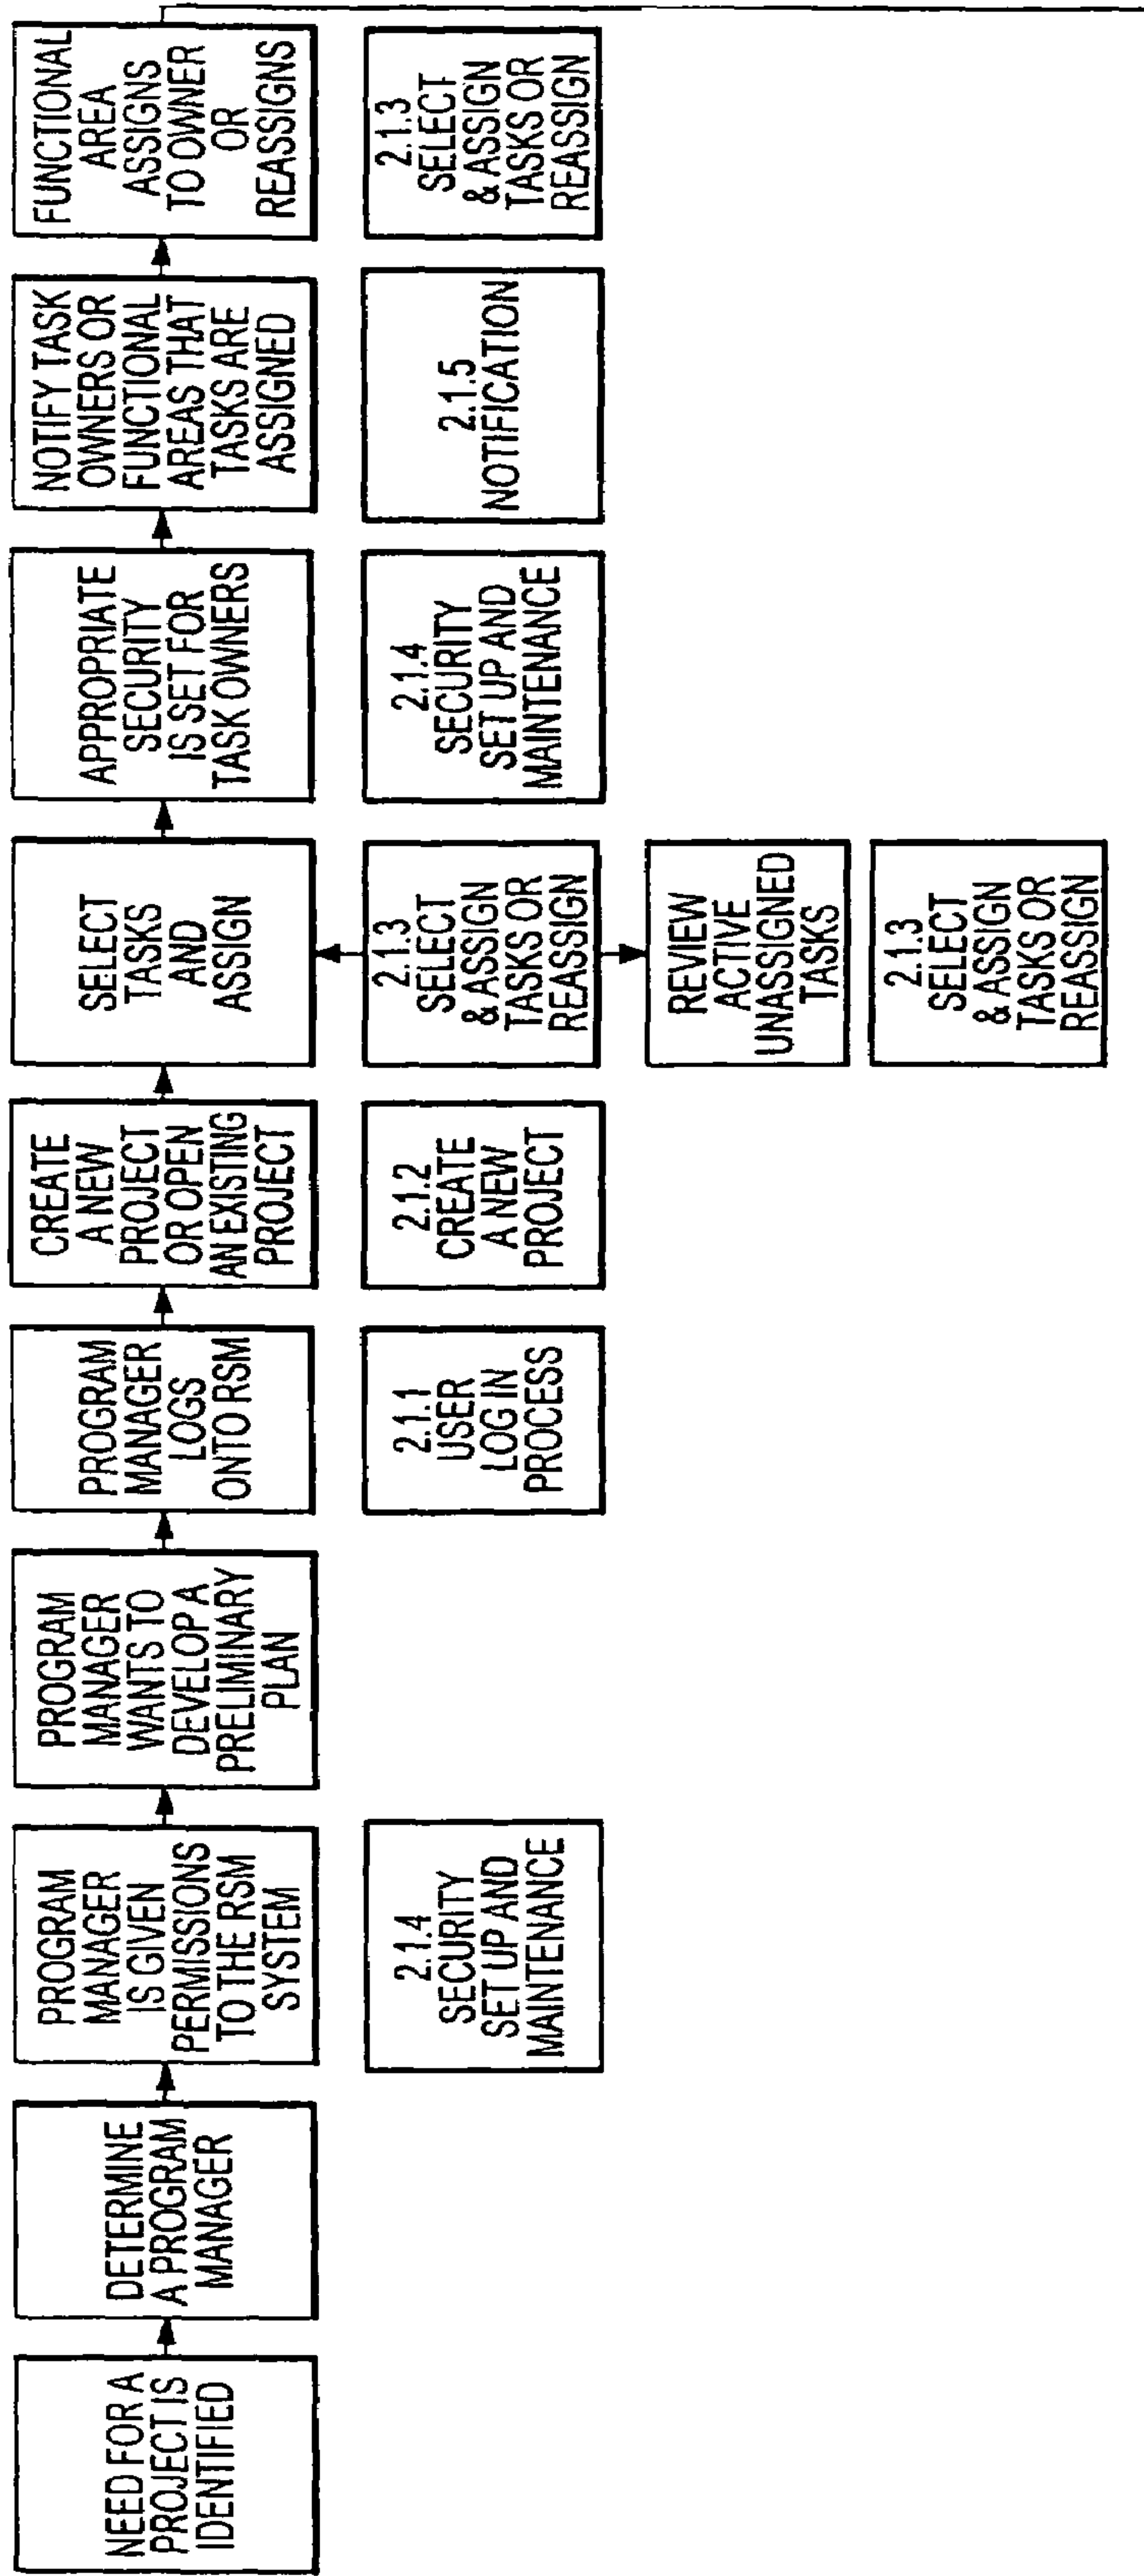 NEED FOR A
PROJECT IS
IDENTIFIED
DETERMINE
A PROGRAM
MANAGER
PROGRAM
MANAGER
IS GIVEN
PERMISSIONS
TO THE RSM
SYSTEM
PROGRAM
MANAGER
WANTS TO
DEVELOP A
PRELIMINARY
PLAN
PROGRAM
MANAGER
LOGS
ONTO RSM
CREATE
A NEW
PROJECT
OR OPEN
AN EXISTING
PROJECT
SELECT
TASKS
AND
ASSIGN
APPROPRIATE
SECURITY
IS SET FOR
TASK OWNERS
NOTIFY TASK
OWNERS OR
FUNCTIONAL
AREAS THAT
TASKS ARE
ASSIGNED
FUNCTIONAL
AREA
ASSIGNS
TO OWNER
OR
REASSIGNS
2.1.4
SECURITY
SET UP AND
MAINTENANCE
2.1.1
USER
LOG IN
PROCESS
2.1.2
CREATE
A NEW
PROJECT
2.1.3
SELECT
& ASSIGN
TASKS OR
REASSIGN
2.1.4
SECURITY
SET UP AND
MAINTENANCE
2.1.5
NOTIFICATION
2.1.3
SELECT
& ASSIGN
TASKS OR
REASSIGN
REVIEW
ACTIVE
UNASSIGNED
TASKS
2.1.3
SELECT
& ASSIGN
TASKS OR
REASSIGN